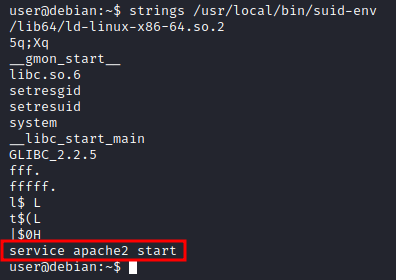 user@debian:~$ strings /usr/local/bin/suid-env
/lib64/ld-linux-x86-64.so.2
5q;Xq
__gmon_start__
libc.so.6
setresgid
setresuid
system
__libc_start_main
GLIBC_2.2.5
fff.
fffff.
l$ L
t$(L
|$0H
service apache2 start
user@debian:~$